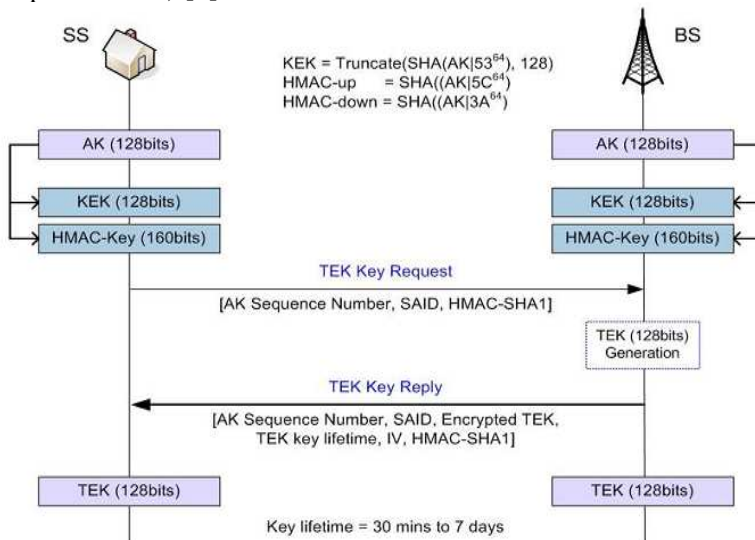 SS
BS
KEK = Truncate(SHA(AK|53^64), 128)
HMAC-up = SHA((AK|5C^64)
HMAC-down = SHA((AK|3A^64)
AK (128bits)
AK (128bits)
KEK (128bits)
KEK (128bits)
HMAC-Key (160bits)
HMAC-Key (160bits)
TEK Key Request
[AK Sequence Number, SAID, HMAC-SHA1]
TEK (128bits)
Generation
TEK Key Reply
[AK Sequence Number, SAID, Encrypted TEK,
TEK key lifetime, IV, HMAC-SHA1]
TEK (128bits)
TEK (128bits)
Key lifetime = 30 mins to 7 days